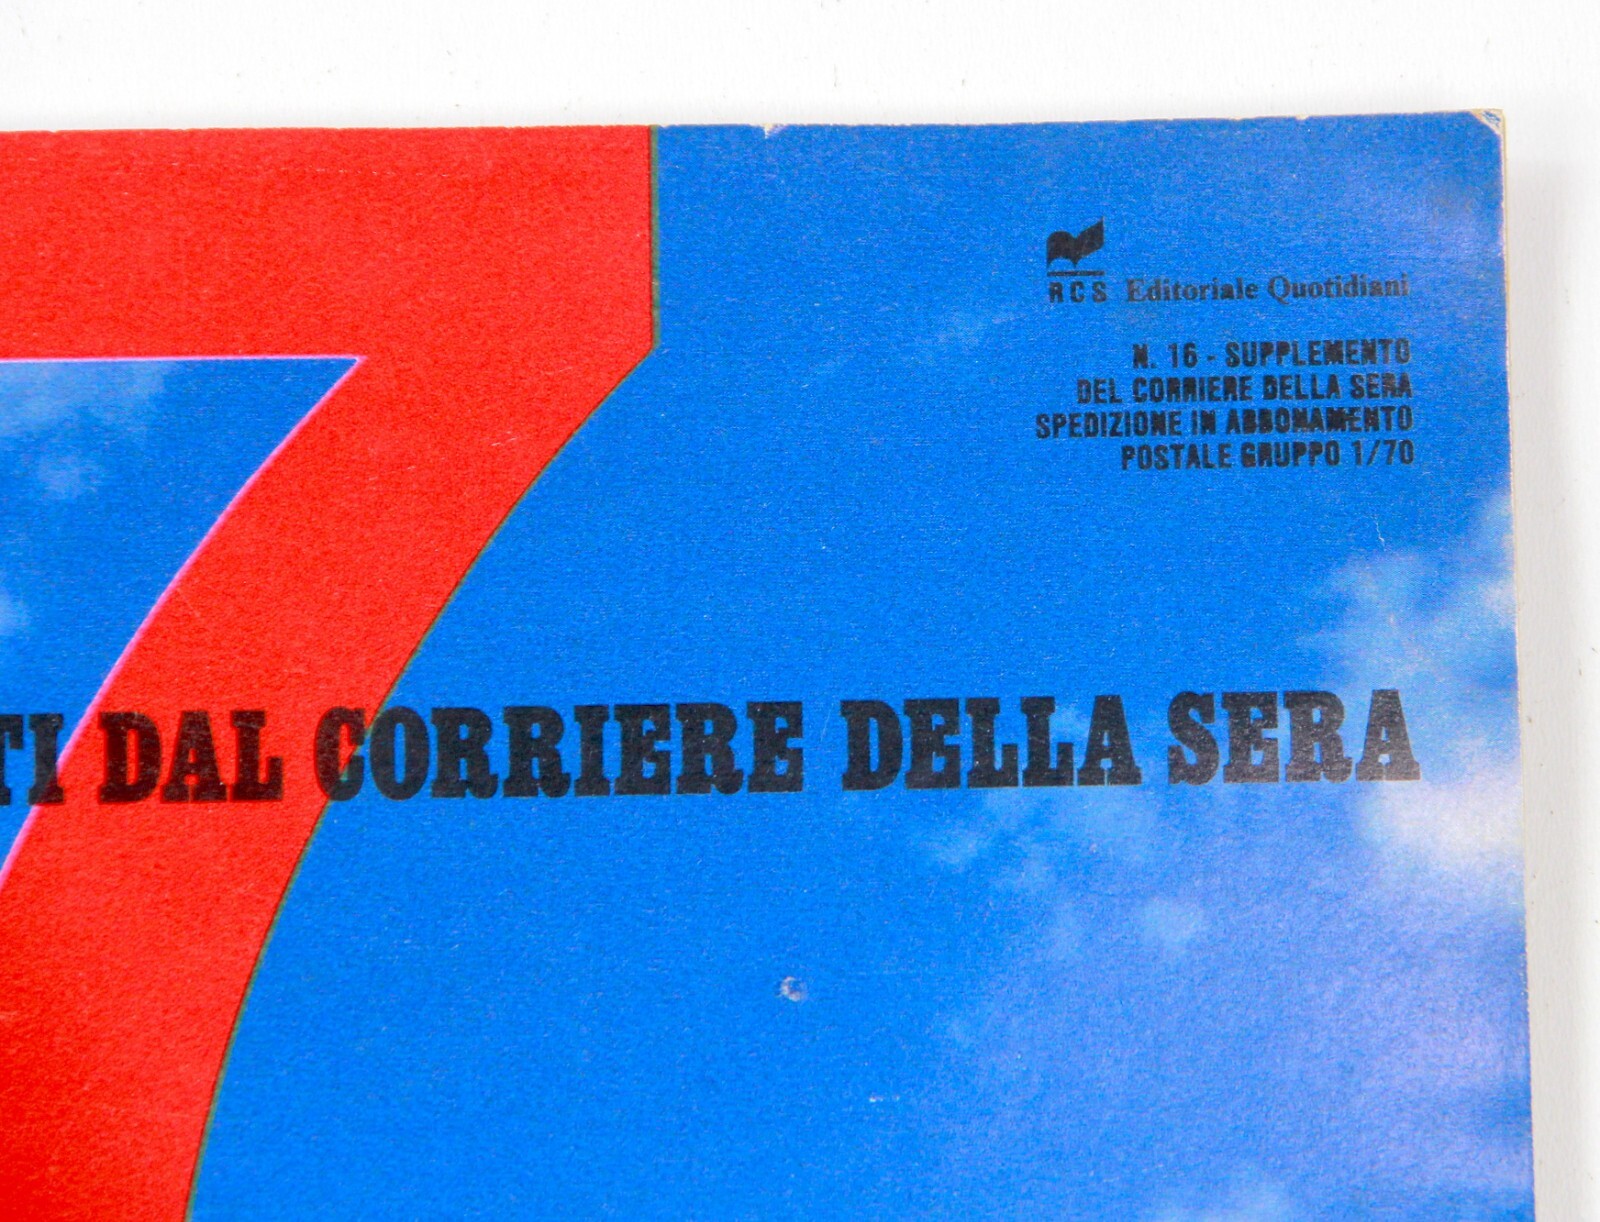 7
RCS Editoriale Quotidiani
N. 16 - SUPPLEMENTO
DEL CORRIERE DELLA SERA
SPEDIZIONE IN ABBONAMENTO
POSTALE GRUPPO 1/70
TI DAL CORRIERE DELLA SERA